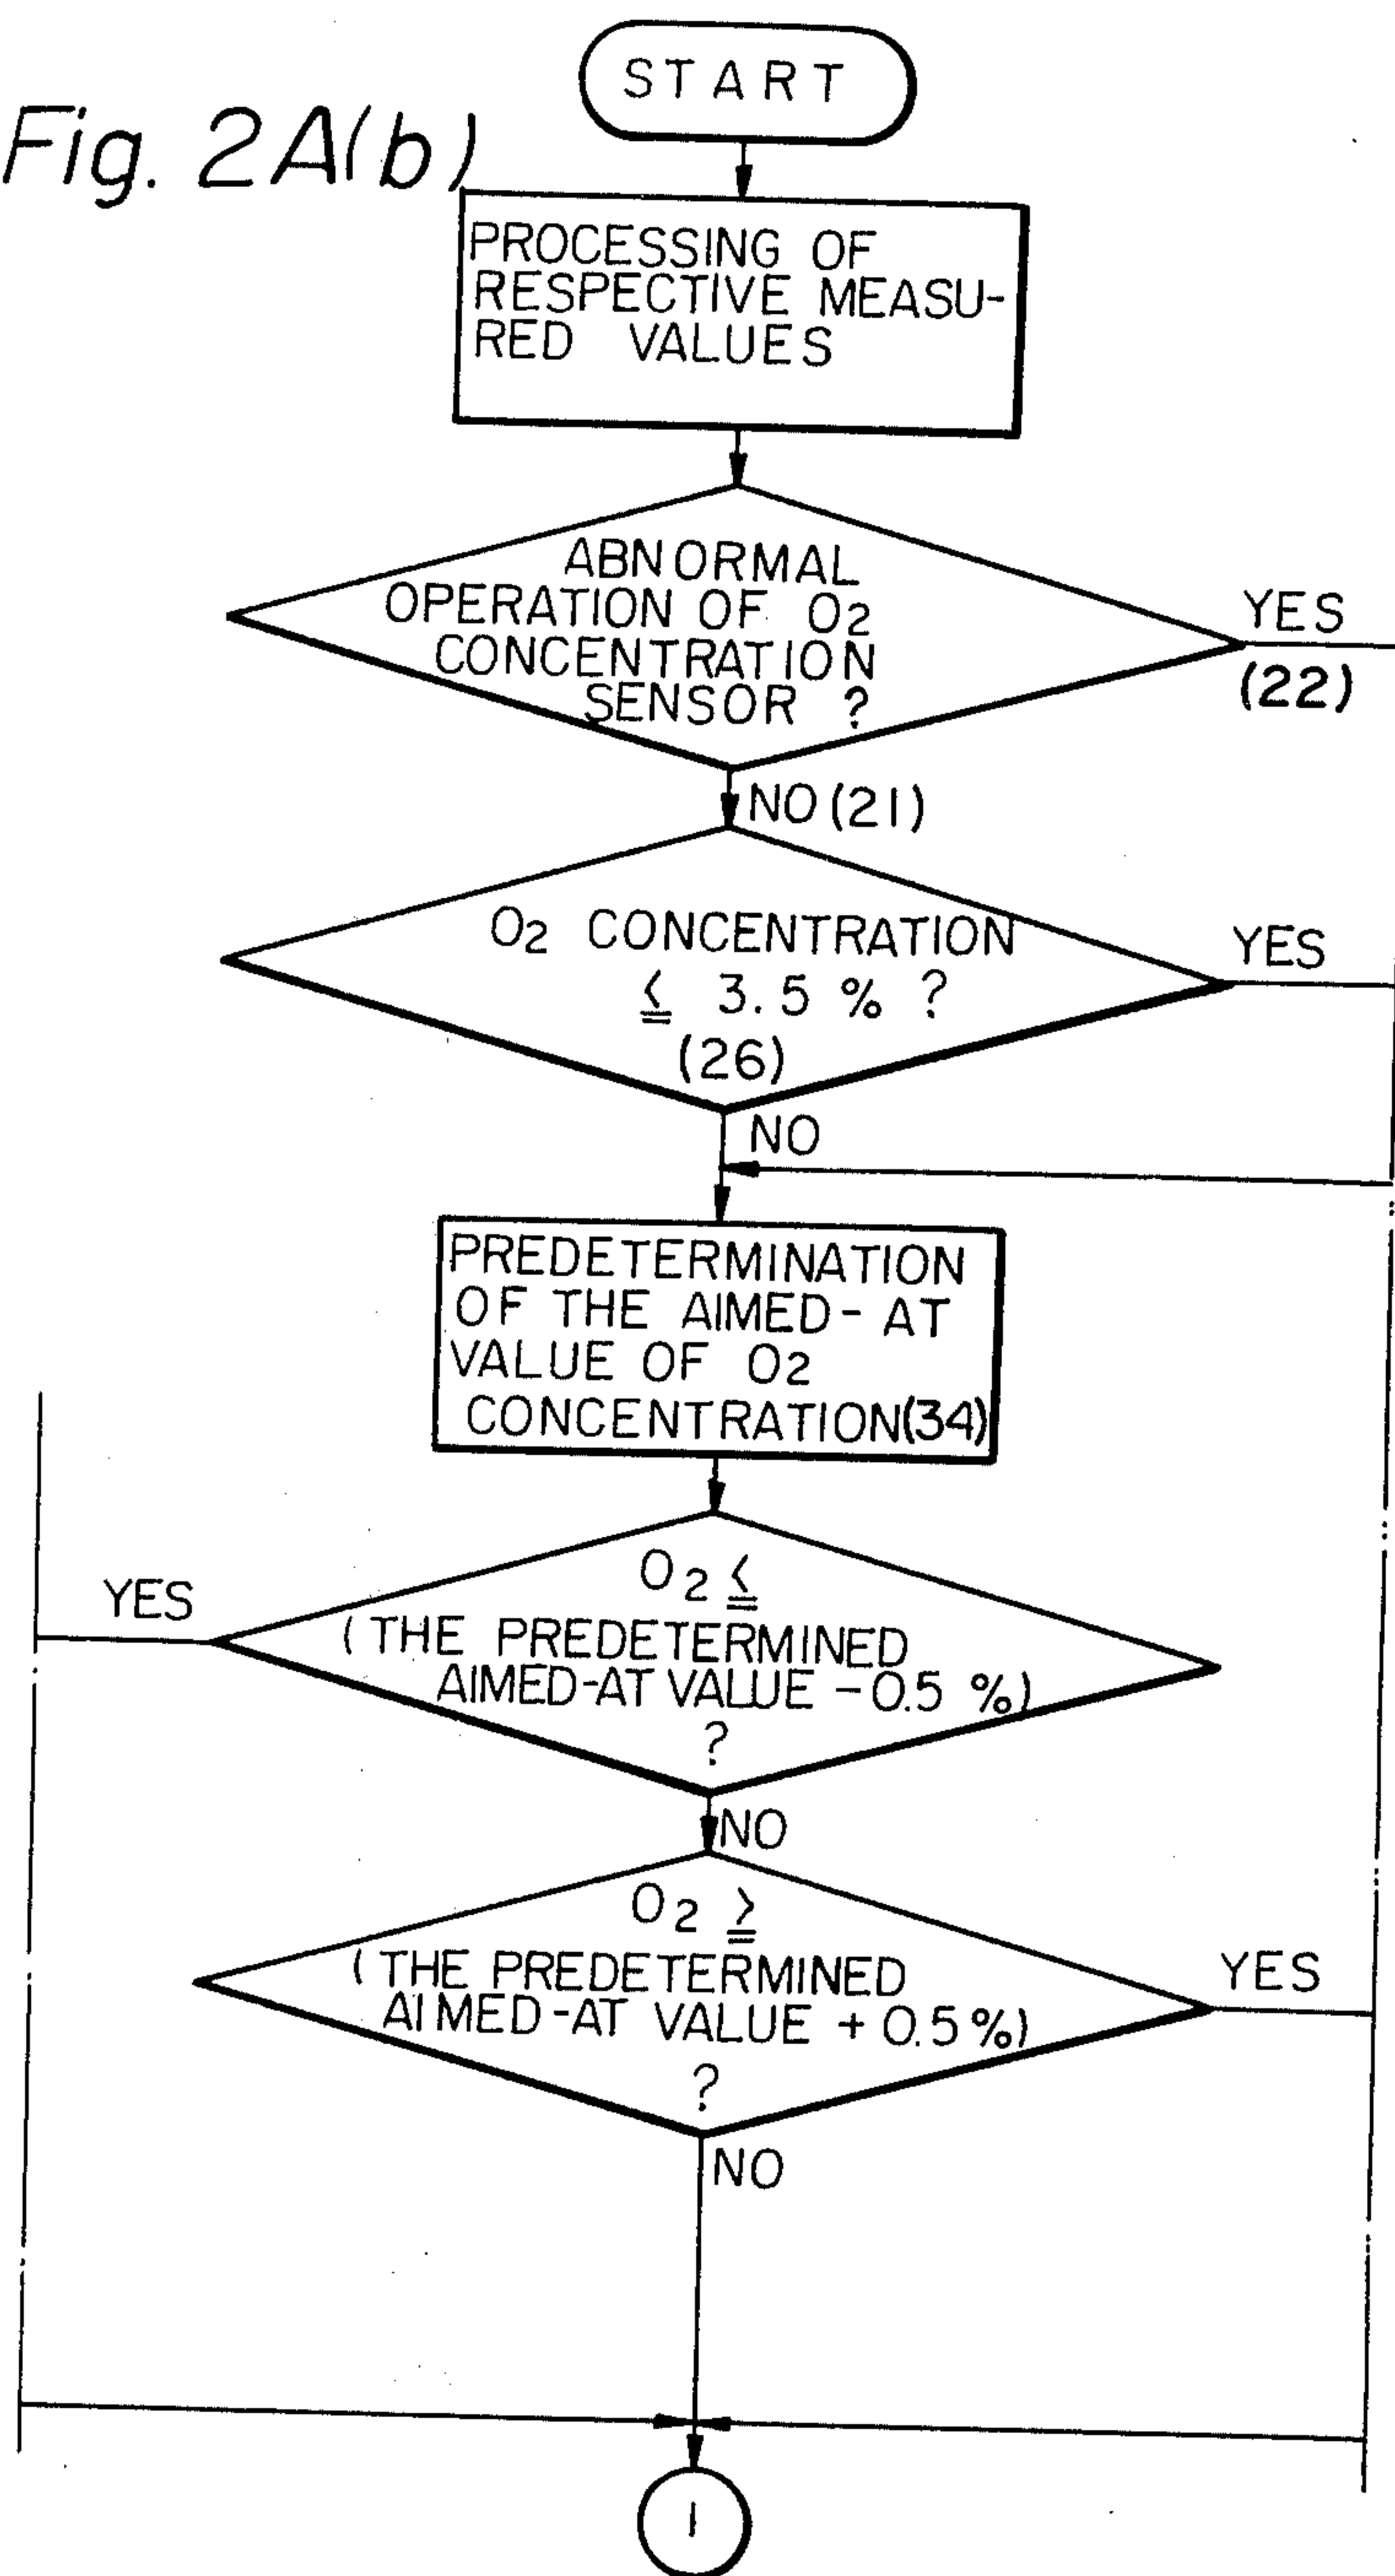 START
Fig. 2A(b)
PROCESSING OF
RESPECTIVE MEASU-
RED VALUES
ABNORMAL
OPERATION OF O2
CONCENTRATION
SENSOR ?
YES
(22)
NO (21)
O2 CONCENTRATION
≦ 3.5 % ?
(26)
YES
NO
PREDETERMINATION
OF THE AIMED-AT
VALUE OF O2
CONCENTRATION(34)
O2 ≦
(THE PREDETERMINED
AIMED-AT VALUE -0.5 %)
?
YES
NO
O2 ≧
(THE PREDETERMINED
AIMED-AT VALUE + 0.5%)
?
YES
NO
1